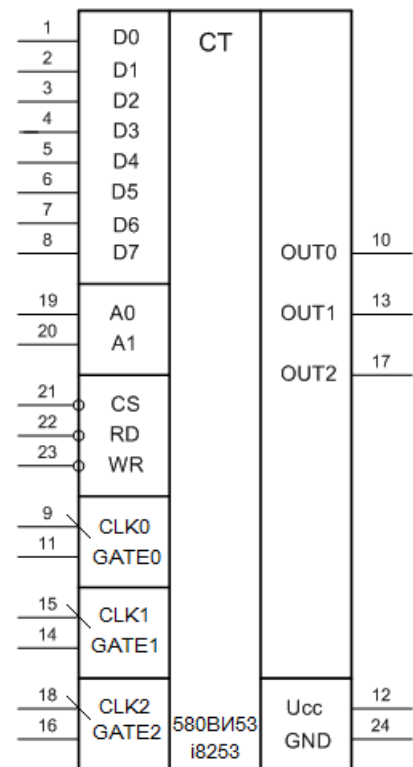 1 D0 CT
2 D1
3 D2
4 D3
5 D4
6 D5
7 D6
8 D7 OUT0 10
19 A0 OUT1 13
20 A1
OUT2 17
21 CS
22 RD
23 WR
9 CLK0
11 GATE0
15 CLK1
14 GATE1
18 CLK2 Ucc 12
16 GATE2 580ВИ53 GND 24
i8253